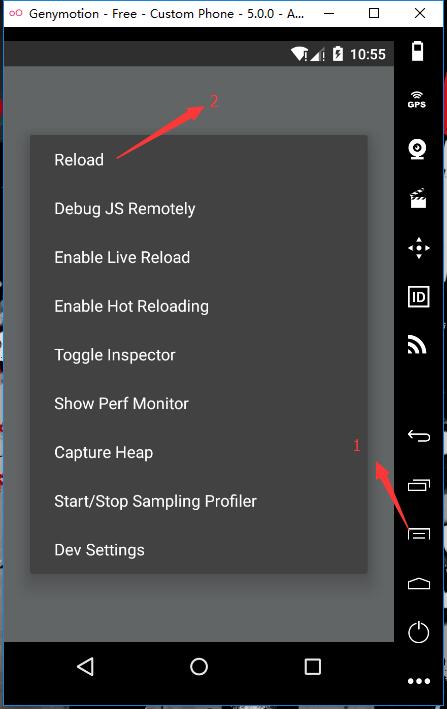 Genymotion - Free - Custom Phone - 5.0.0 - A...
10:55
GPS
2
Reload
Debug JS Remotely
Enable Live Reload
ID
Enable Hot Reloading
Toggle Inspector
Show Perf Monitor
1
Capture Heap
Start/Stop Sampling Profiler
Dev Settings